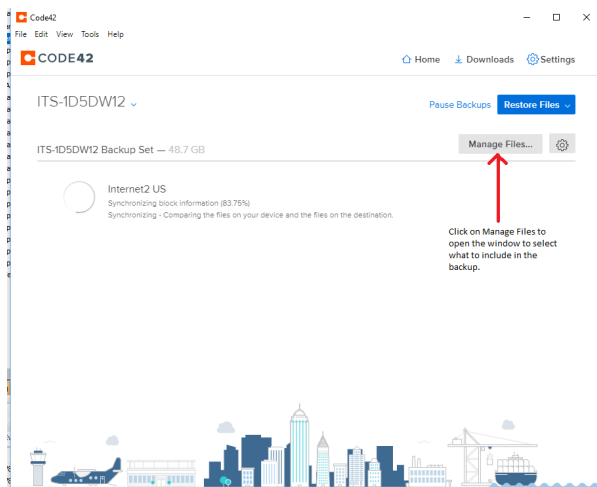 Code42
File Edit View Tools Help
CODE42
Home Downloads Settings
ITS-1D5DW12
Pause Backups Restore Files
ITS-1D5DW12 Backup Set — 48.7 GB
Manage Files...
Internet2 US
Synchronizing block information (83.75%)
Synchronizing - Comparing the files on your device and the files on the destination.
Click on Manage Files to
open the window to select
what to include in the
backup.